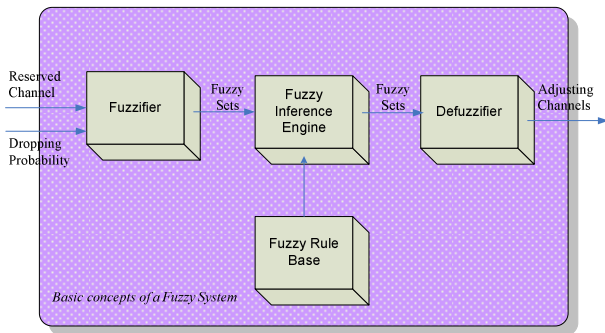 Reserved
Channel
Dropping
Probability
Fuzzifier
Fuzzy
Sets
Fuzzy
Inference
Engine
Fuzzy
Sets
Defuzzifier
Adjusting
Channels
Fuzzy Rule
Base
Basic concepts of a Fuzzy System